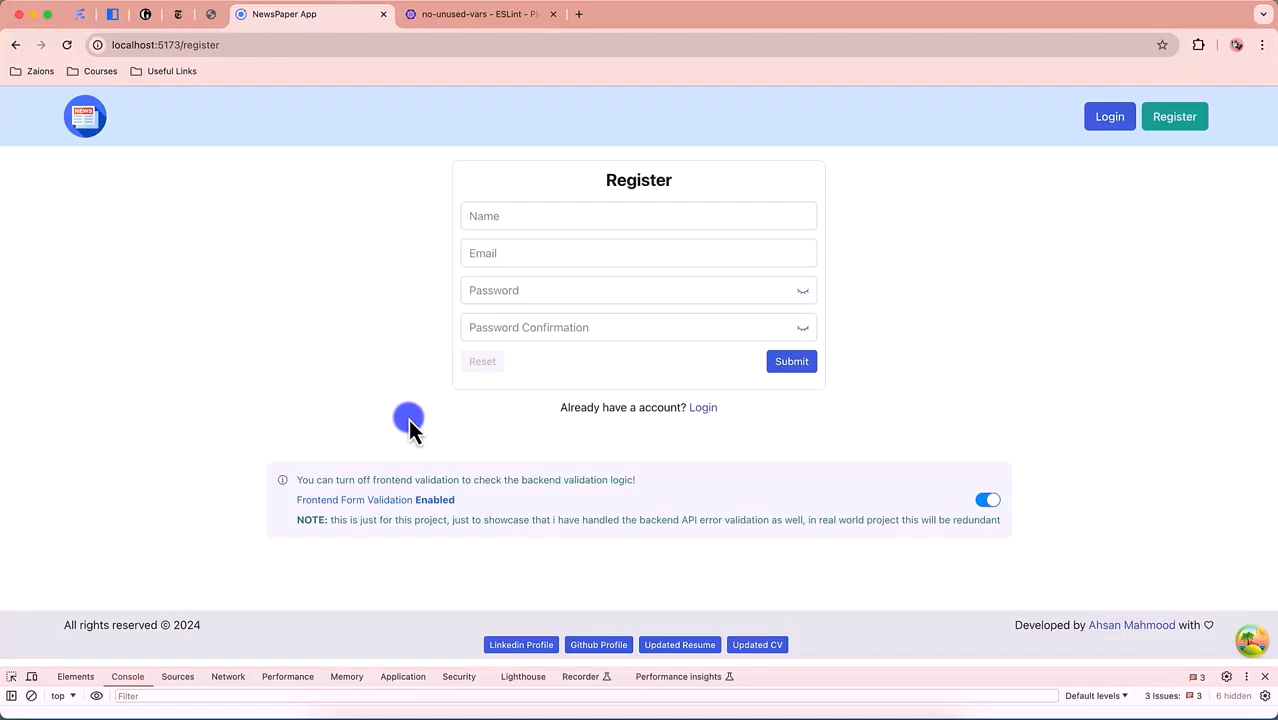 NewsPaper App
no-unused-vars - ESLint - Pl
localhost:5173/register
Zaions
Courses
Useful Links
NEWS
Login
Register
Register
Name
Email
Password
Password Confirmation
Reset
Submit
Already have a account? Login
You can turn off frontend validation to check the backend validation logic!
Frontend Form Validation Enabled
NOTE: this is just for this project, just to showcase that i have handled the backend API error validation as well, in real world project this will be redundant
All rights reserved © 2024
Developed by Ahsan Mahmood with ♡
Linkedin Profile
Github Profile
Updated Resume
Updated CV
Elements
Console
Sources
Network
Performance
Memory
Application
Security
Lighthouse
Recorder
Performance insights
3
top
Filter
Default levels
3 Issues:
3
6 hidden